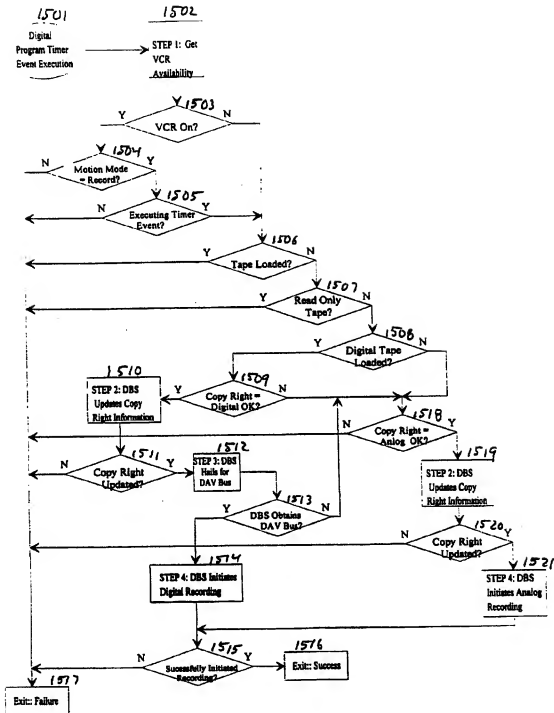 1501
1502
Digital
Program Timer
Event Execution
STEP 1: Get
VCR
Availability
1503
Y
N
VCR On?
1504
N
Y
Motion Mode
= Record?
1505
N
Y
Executing Timer
Event?
1506
Y
N
Tape Loaded?
1507
Y
N
Read Only
Tape?
1508
Y
N
Digital Tape
Loaded?
1510
1509
STEP 2: DBS
Updates Copy
Right Information
Y
N
Copy Right =
Digital OK?
1518
N
Y
Copy Right =
Anlog OK?
1511
1512
N
Y
Copy Right
Updated?
STEP 3: DBS
Hails for
DAV Bus
1519
STEP 2: DBS
Updates Copy
Right Information
1513
Y
N
DBS Obtains
DAV Bus?
1520
N
Y
Copy Right
Updated?
1514
STEP 4: DBS Initiates
Digital Recording
1521
STEP 4: DBS
Initiates Analog
Recording
1515
N
Y
Successfully Initiated
Recording?
1516
Exit:: Success
1517
Exit:: Failure